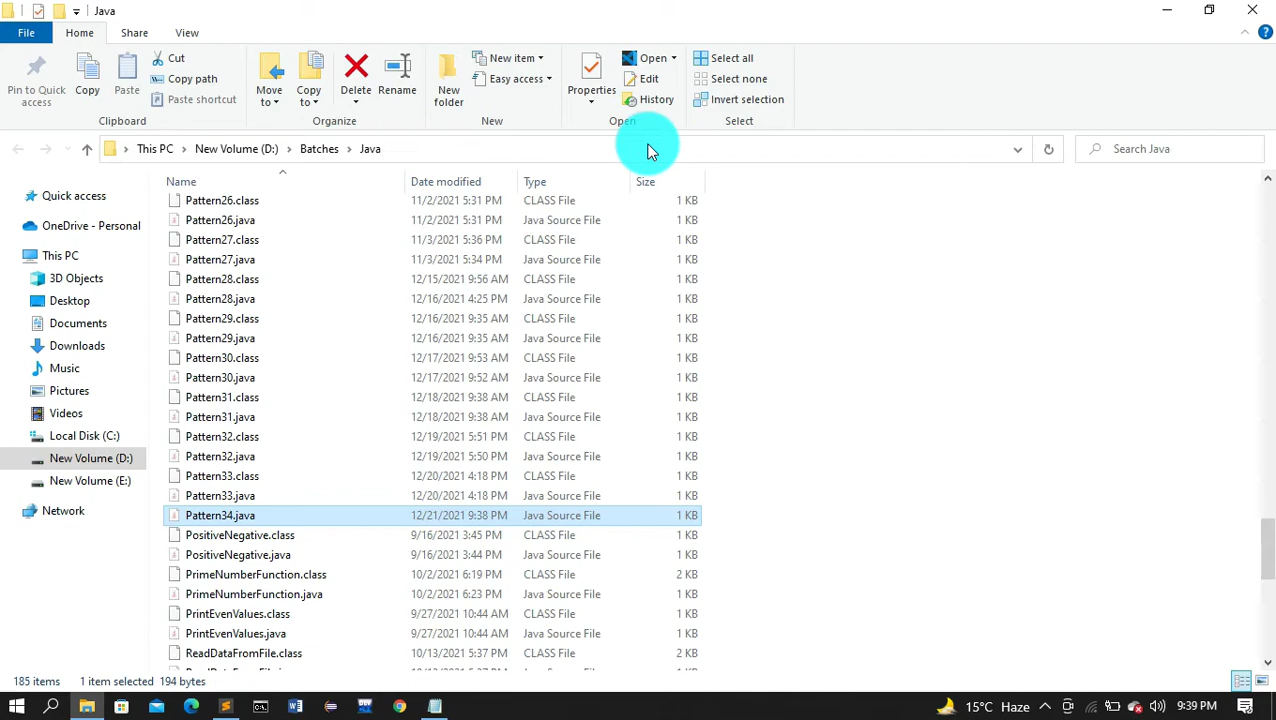 Java
File Home Share View
Pin to Quick access
Copy
Paste
Cut
Copy path
Paste shortcut
Clipboard
Move to
Copy to
Delete
Rename
Organize
New folder
New item
Easy access
New
Properties
Open
Edit
History
Open
Select all
Select none
Invert selection
Select
This PC New Volume (D:) Batches Java
Search Java
Quick access
OneDrive - Personal
This PC
3D Objects
Desktop
Documents
Downloads
Music
Pictures
Videos
Local Disk (C:)
New Volume (D:)
New Volume (E:)
Network
Name Date modified Type Size
Pattern26.class 11/2/2021 5:31 PM CLASS File 1 KB
Pattern26.java 11/2/2021 5:31 PM Java Source File 1 KB
Pattern27.class 11/3/2021 5:36 PM CLASS File 1 KB
Pattern27.java 11/3/2021 5:34 PM Java Source File 1 KB
Pattern28.class 12/15/2021 9:56 AM CLASS File 1 KB
Pattern28.java 12/16/2021 4:25 PM Java Source File 1 KB
Pattern29.class 12/16/2021 9:35 AM CLASS File 1 KB
Pattern29.java 12/16/2021 9:35 AM Java Source File 1 KB
Pattern30.class 12/17/2021 9:53 AM CLASS File 1 KB
Pattern30.java 12/17/2021 9:52 AM Java Source File 1 KB
Pattern31.class 12/18/2021 9:38 AM CLASS File 1 KB
Pattern31.java 12/18/2021 9:38 AM Java Source File 1 KB
Pattern32.class 12/19/2021 5:51 PM CLASS File 1 KB
Pattern32.java 12/19/2021 5:50 PM Java Source File 1 KB
Pattern33.class 12/20/2021 4:18 PM CLASS File 1 KB
Pattern33.java 12/20/2021 4:18 PM Java Source File 1 KB
Pattern34.java 12/21/2021 9:38 PM Java Source File 1 KB
PositiveNegative.class 9/16/2021 3:45 PM CLASS File 1 KB
PositiveNegative.java 9/16/2021 3:44 PM Java Source File 1 KB
PrimeNumberFunction.class 10/2/2021 6:19 PM CLASS File 2 KB
PrimeNumberFunction.java 10/2/2021 6:23 PM Java Source File 1 KB
PrintEvenValues.class 9/27/2021 10:44 AM CLASS File 1 KB
PrintEvenValues.java 9/27/2021 10:44 AM Java Source File 1 KB
ReadDataFromFile.class 10/13/2021 5:37 PM CLASS File 2 KB
185 items 1 item selected 194 bytes
15°C Haze 9:39 PM